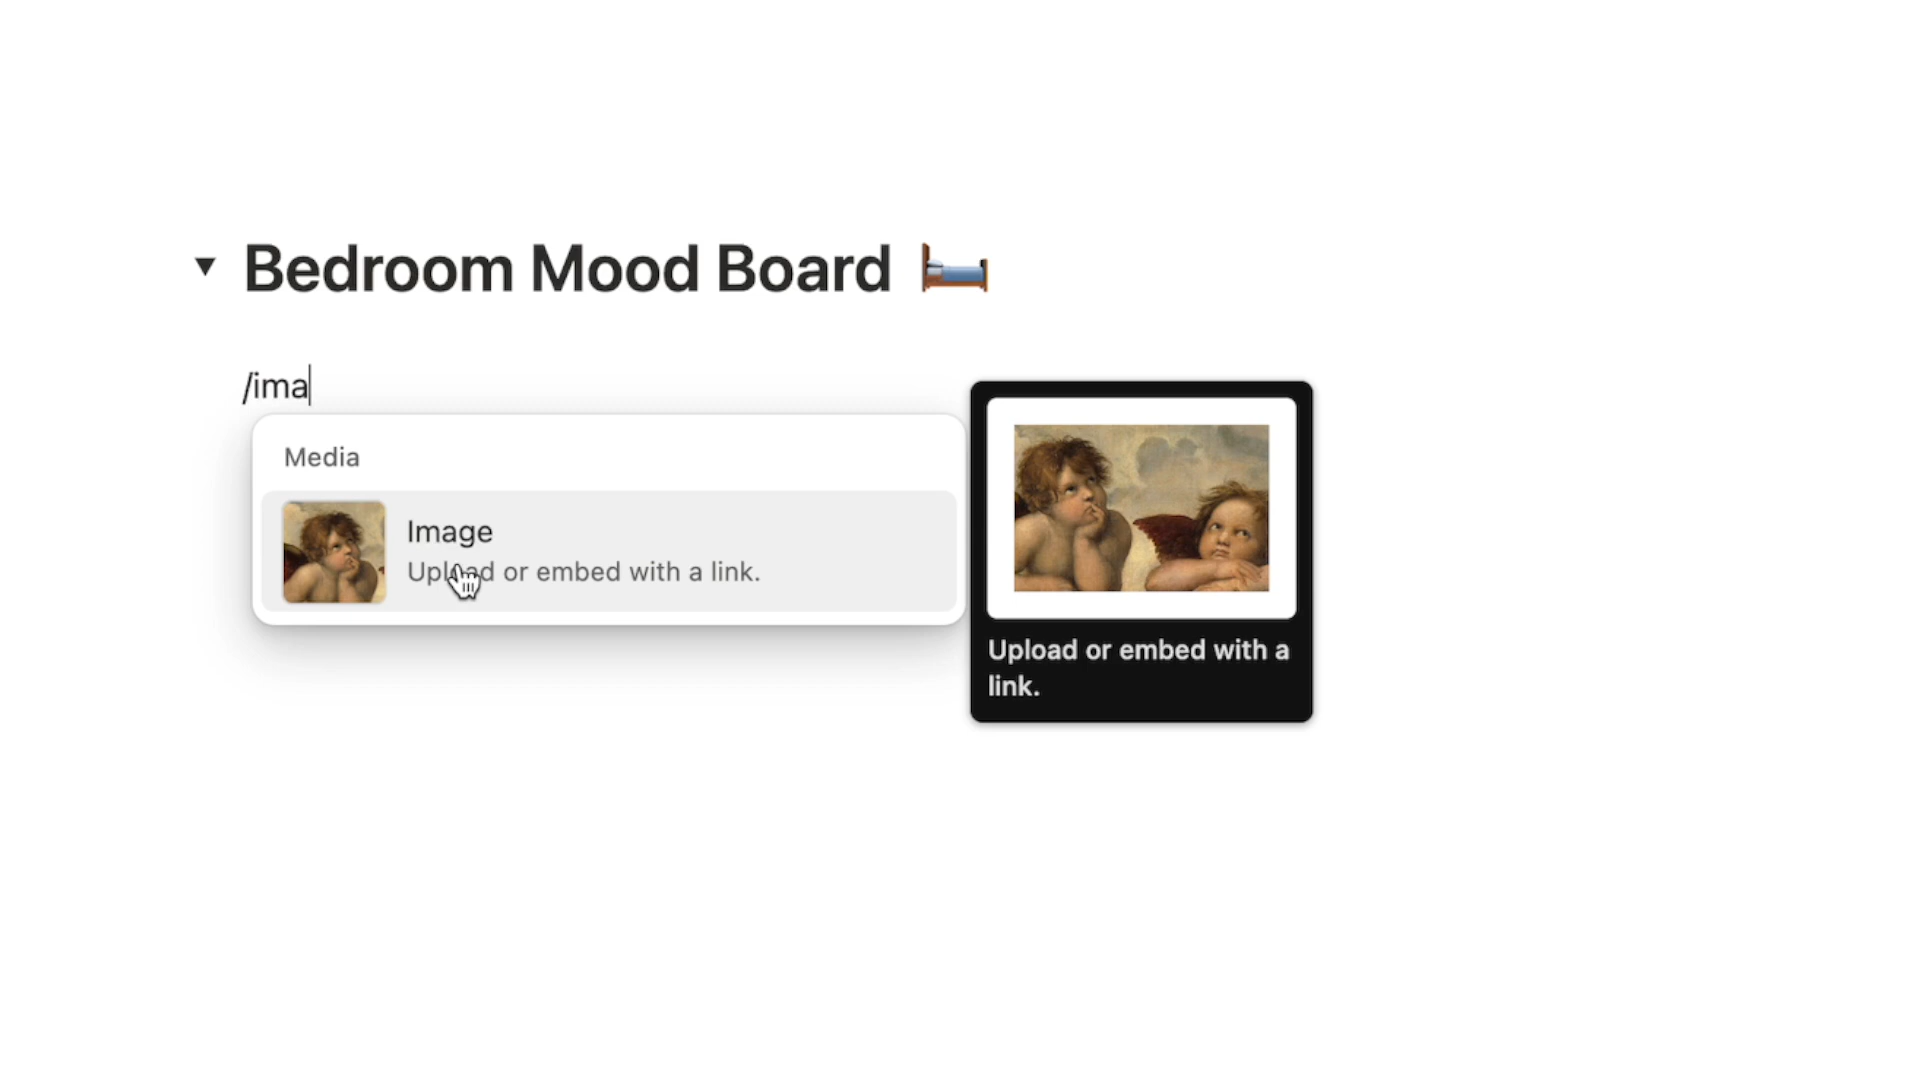 Bedroom Mood Board 🛏️
/ima
Media
Image
Upload or embed with a link.
Upload or embed with a
link.